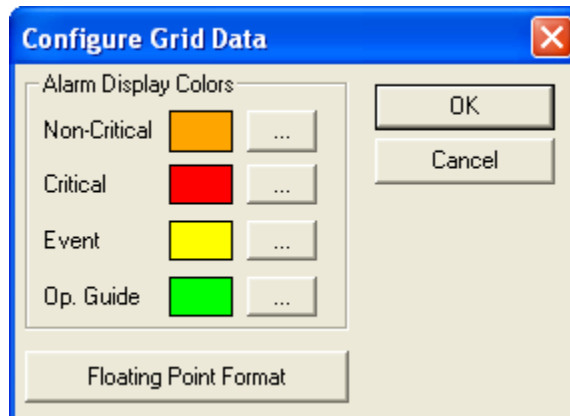 Configure Grid Data
Alarm Display Colors
Non-Critical ...
Critical ...
Event ...
Op. Guide ...
OK
Cancel
Floating Point Format